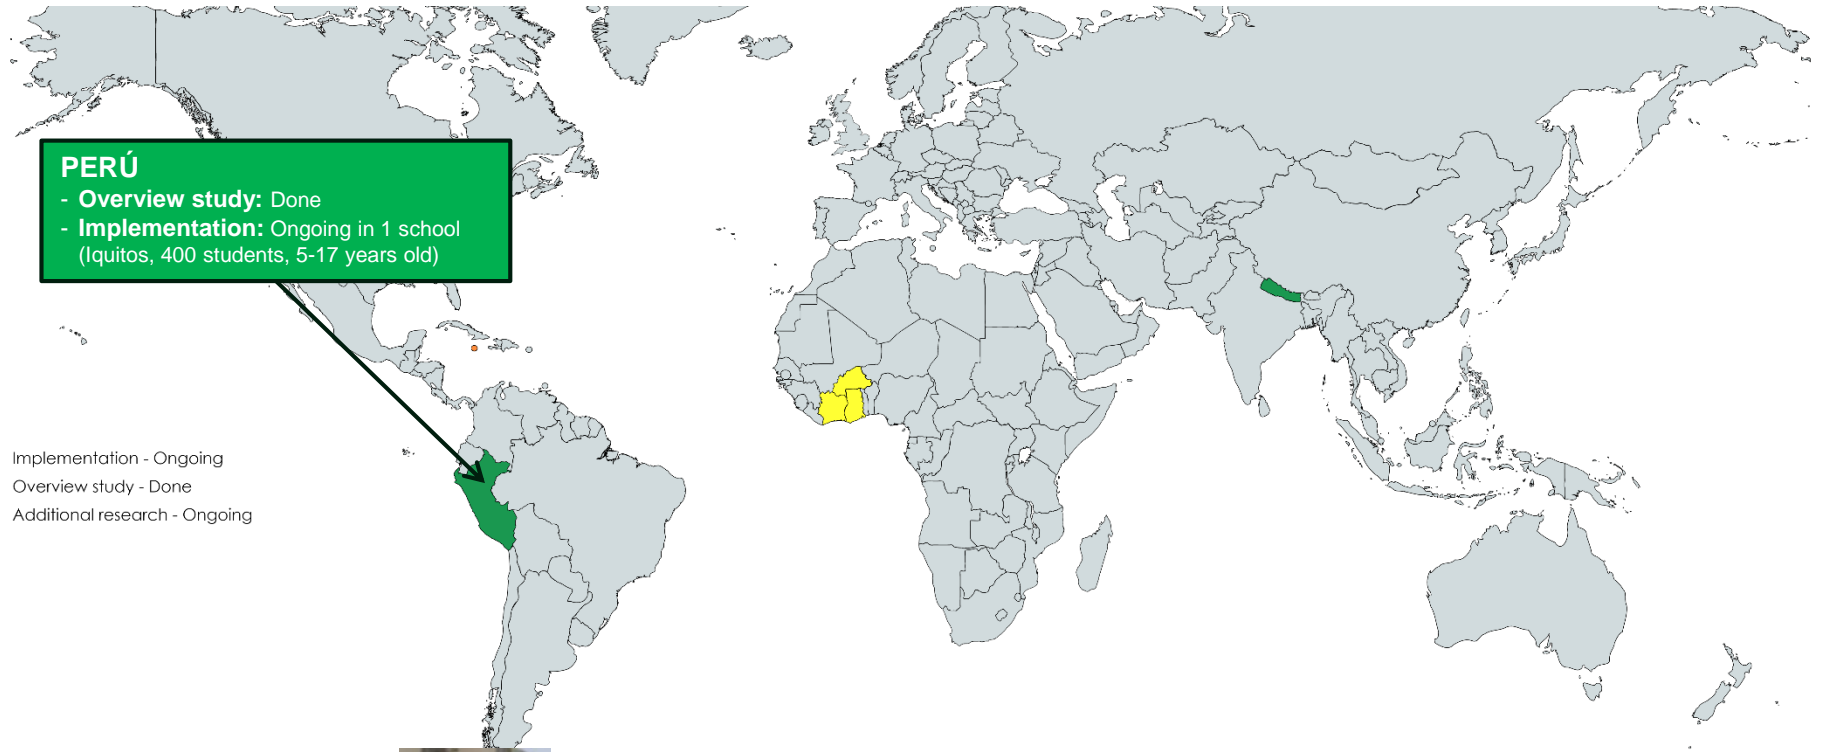 PERÚ
- Overview study: Done
- Implementation: Ongoing in 1 school
(Iquitos, 400 students, 5-17 years old)
Implementation - Ongoing
Overview study - Done
Additional research - Ongoing